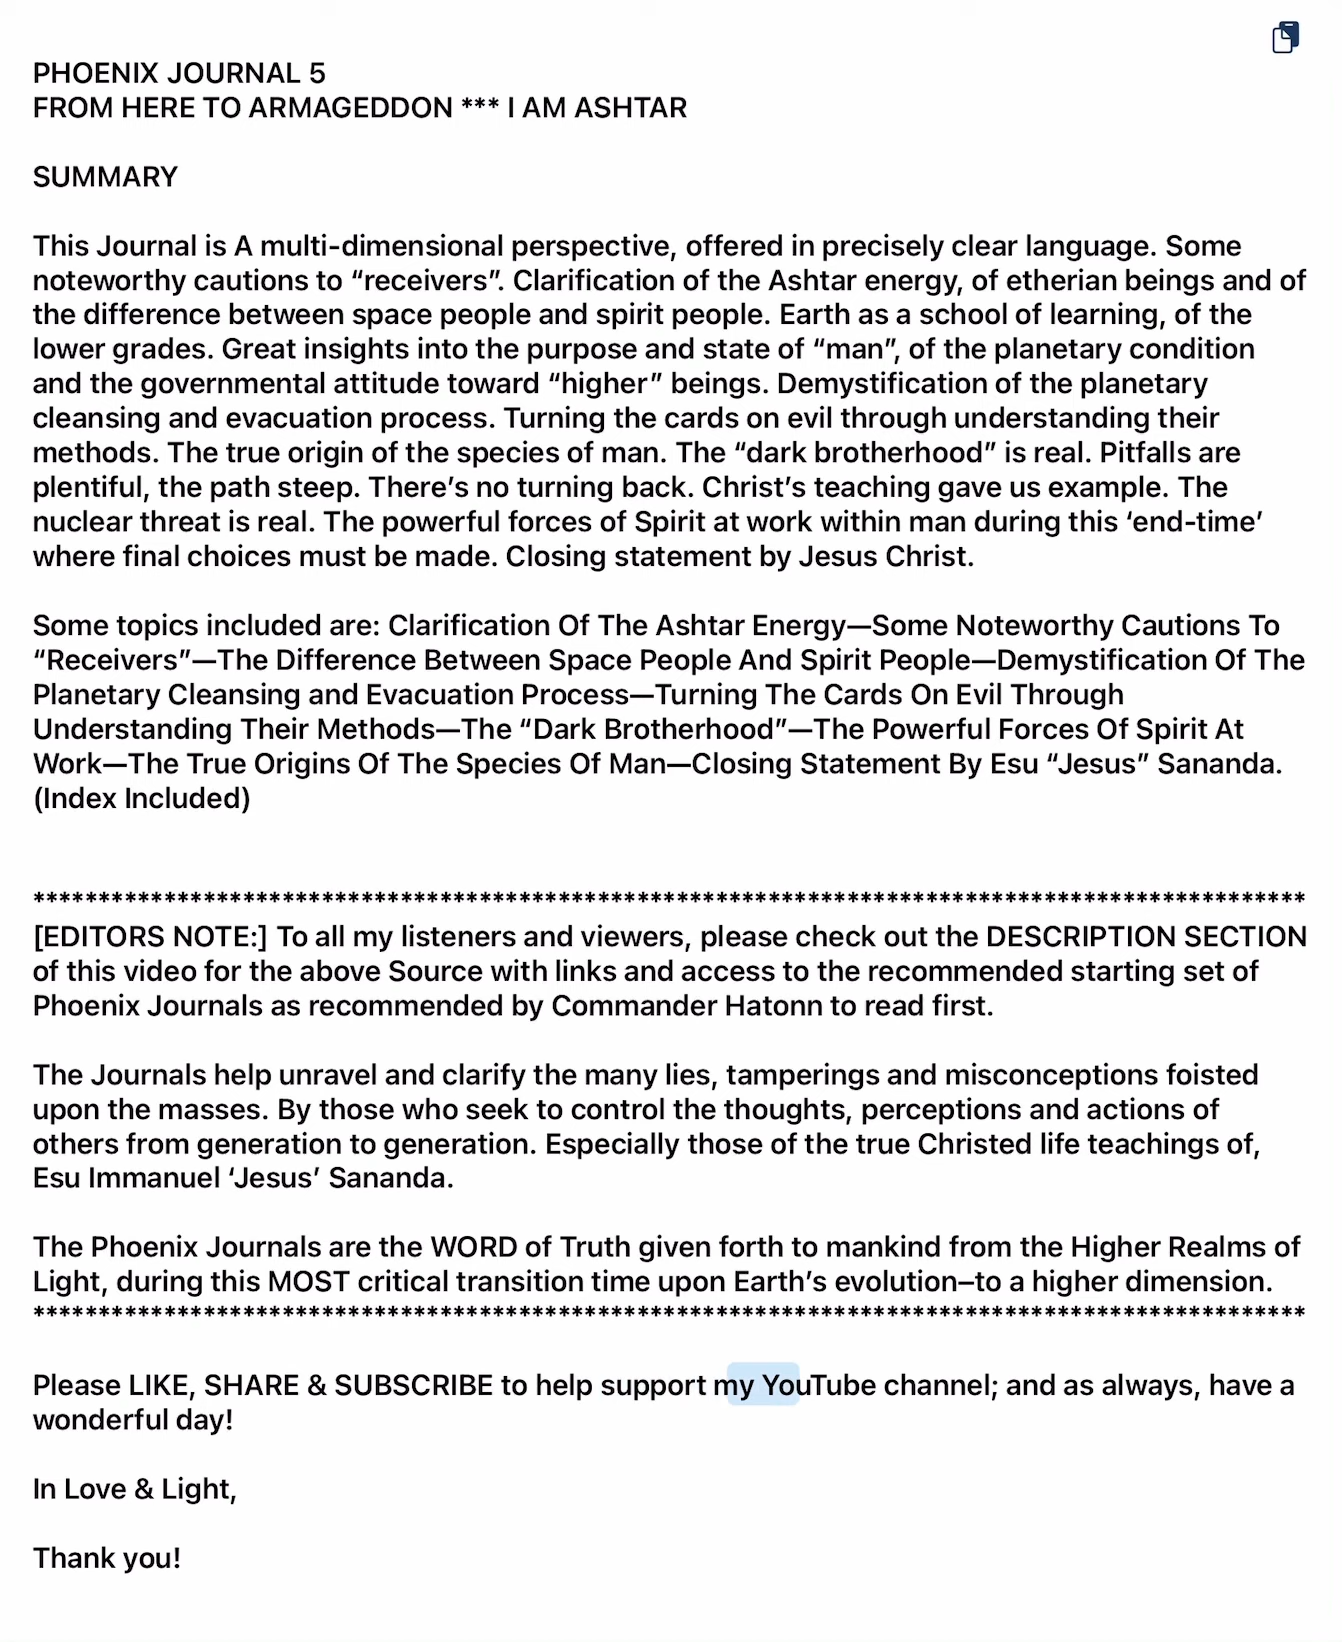 PHOENIX JOURNAL 5
FROM HERE TO ARMAGEDDON *** I AM ASHTAR
SUMMARY
This Journal is A multi-dimensional perspective, offered in precisely clear language. Some
noteworthy cautions to “receivers”. Clarification of the Ashtar energy, of etherian beings and of
the difference between space people and spirit people. Earth as a school of learning, of the
lower grades. Great insights into the purpose and state of “man”, of the planetary condition
and the governmental attitude toward “higher” beings. Demystification of the planetary
cleansing and evacuation process. Turning the cards on evil through understanding their
methods. The true origin of the species of man. The “dark brotherhood” is real. Pitfalls are
plentiful, the path steep. There’s no turning back. Christ’s teaching gave us example. The
nuclear threat is real. The powerful forces of Spirit at work within man during this ‘end-time’
where final choices must be made. Closing statement by Jesus Christ.
Some topics included are: Clarification Of The Ashtar Energy—Some Noteworthy Cautions To
“Receivers”—The Difference Between Space People And Spirit People—Demystification Of The
Planetary Cleansing and Evacuation Process—Turning The Cards On Evil Through
Understanding Their Methods—The “Dark Brotherhood”—The Powerful Forces Of Spirit At
Work—The True Origins Of The Species Of Man—Closing Statement By Esu “Jesus” Sananda.
(Index Included)
****************************************************************************************************
[EDITORS NOTE:] To all my listeners and viewers, please check out the DESCRIPTION SECTION
of this video for the above Source with links and access to the recommended starting set of
Phoenix Journals as recommended by Commander Hatonn to read first.
The Journals help unravel and clarify the many lies, tamperings and misconceptions foisted
upon the masses. By those who seek to control the thoughts, perceptions and actions of
others from generation to generation. Especially those of the true Christed life teachings of,
Esu Immanuel ‘Jesus’ Sananda.
The Phoenix Journals are the WORD of Truth given forth to mankind from the Higher Realms of
Light, during this MOST critical transition time upon Earth’s evolution—to a higher dimension.
****************************************************************************************************
Please LIKE, SHARE & SUBSCRIBE to help support my YouTube channel; and as always, have a
wonderful day!
In Love & Light,
Thank you!